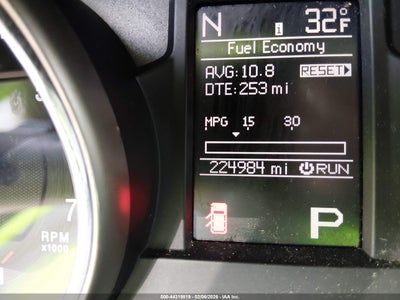 N i 32°F
Fuel Economy
AVG:10.8 RESET
DTE:253 mi
MPG 15 30
224984 mi RUN
P
7
RPM
x1000
000-44319519 - 02/04/2026 - IAA Inc.